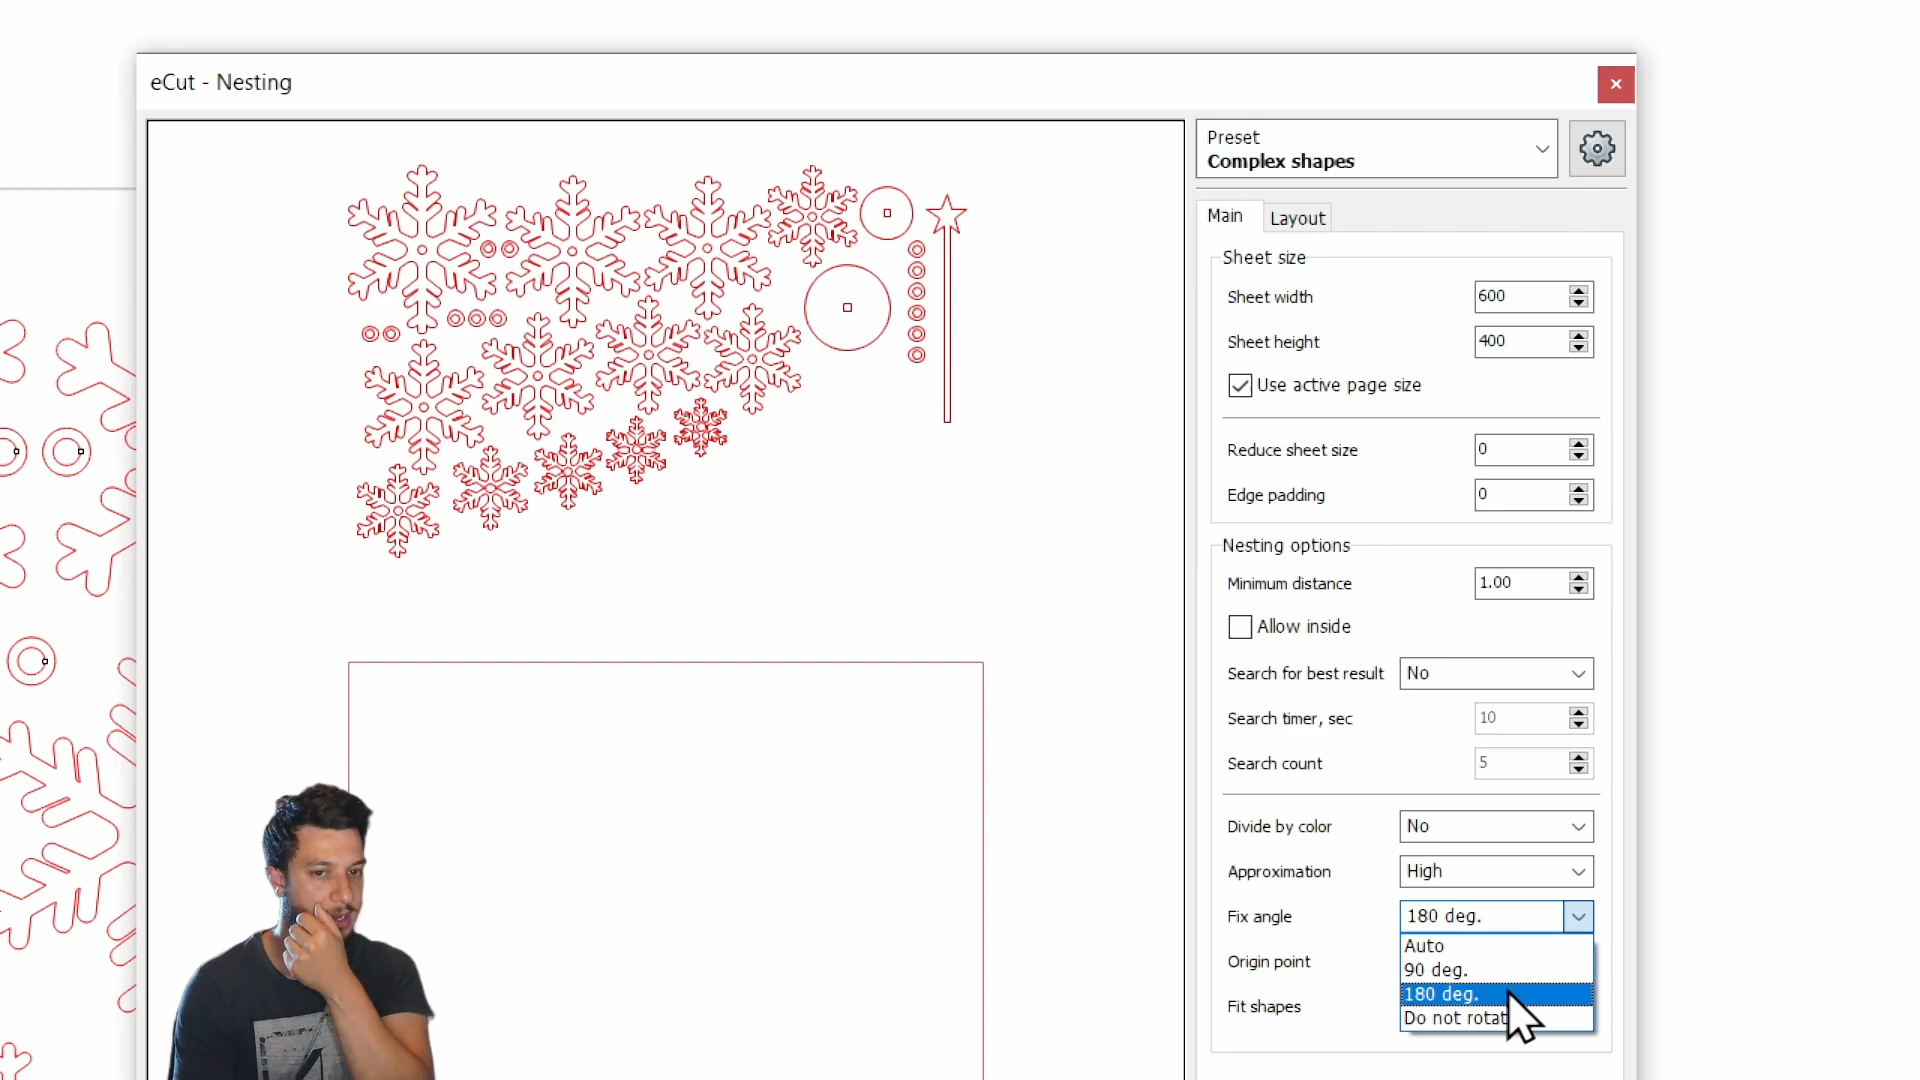 eCut - Nesting
Preset
Complex shapes
Main
Layout
Sheet size
Sheet width
600
Sheet height
400
Use active page size
Reduce sheet size
0
Edge padding
0
Nesting options
Minimum distance
1.00
Allow inside
Search for best result
No
Search timer, sec
10
Search count
5
Divide by color
No
Approximation
High
Fix angle
180 deg.
Auto
90 deg.
Origin point
180 deg.
Fit shapes
Do not rotat